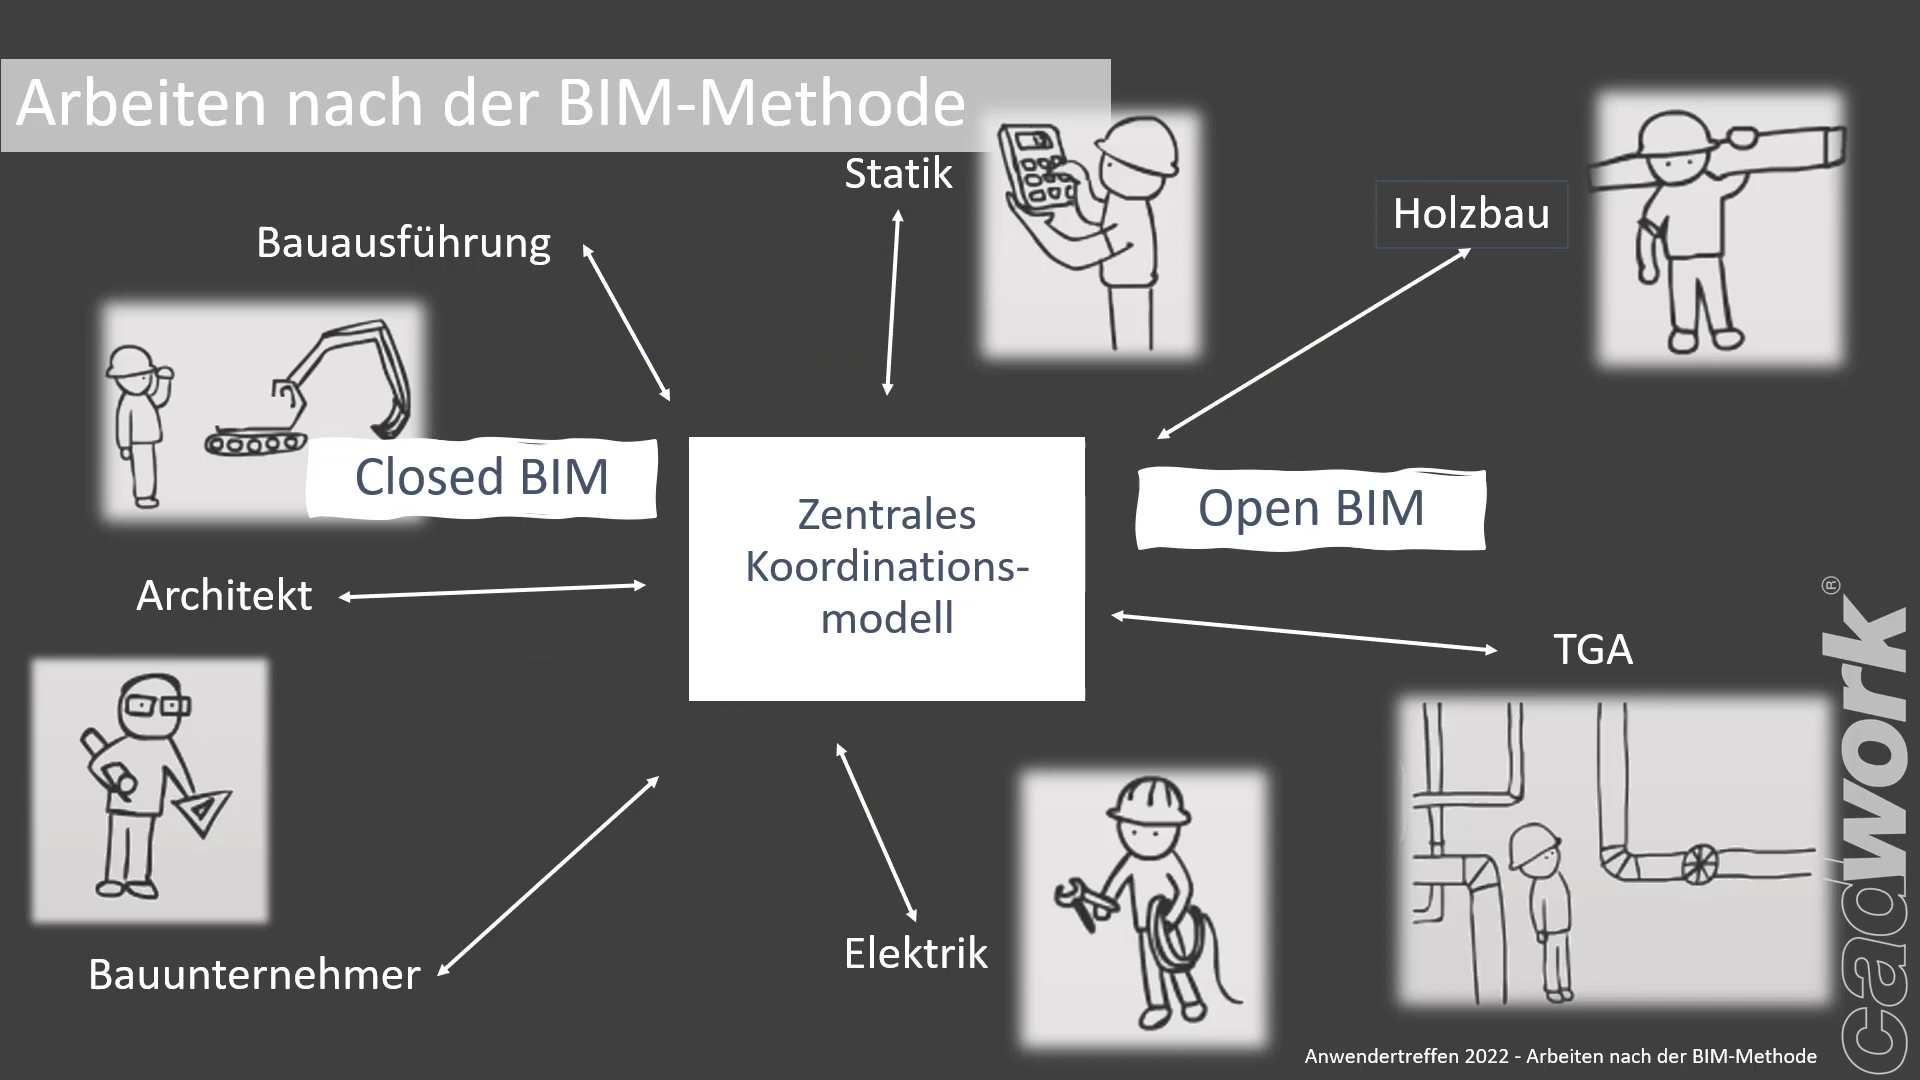 Arbeiten nach der BIM-Methode
Statik
Holzbau
Bauausführung
Closed BIM
Zentrales
Koordinations-
modell
Open BIM
Architekt
TGA
Elektrik
Bauunternehmer
Anwendertreffen 2022 - Arbeiten nach der BIM-Methode
cadwork®